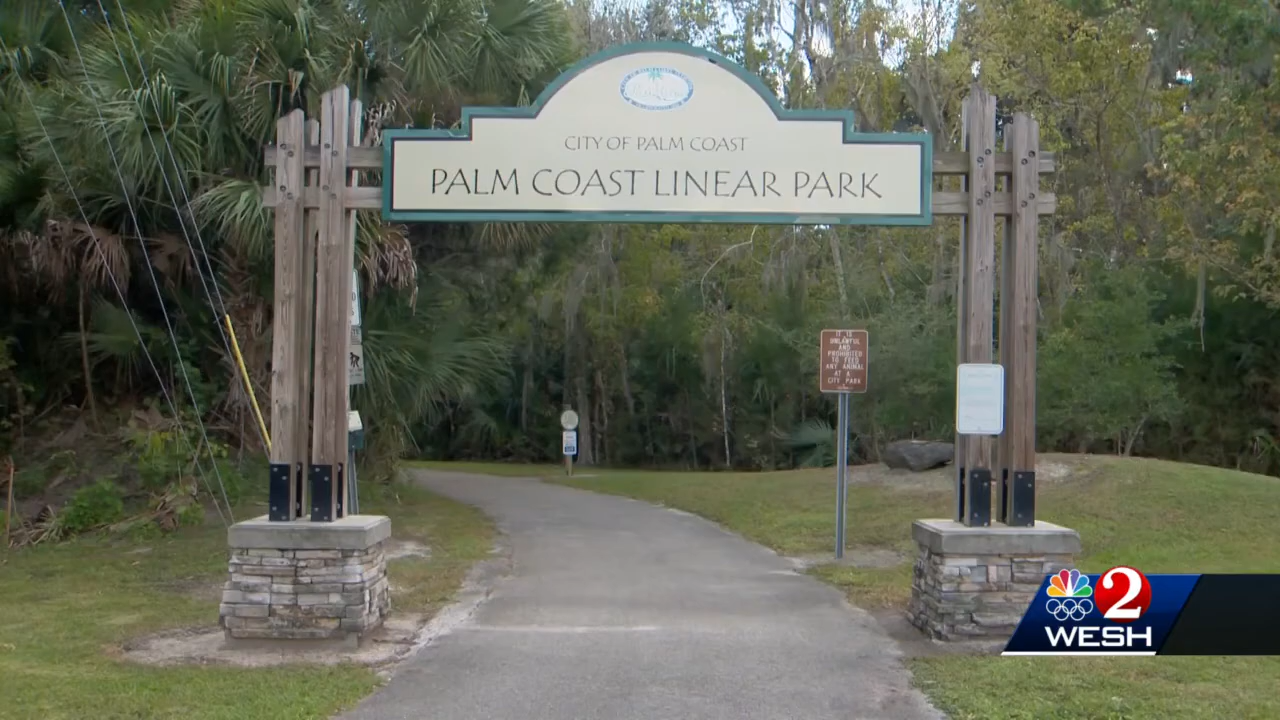 CITY OF PALM COAST
PALM COAST LINEAR PARK
IT IS
UNLAWFUL
AND
PROHIBITED
TO FEED
ANY ANIMAL
AT A
CITY PARK
2
WESH